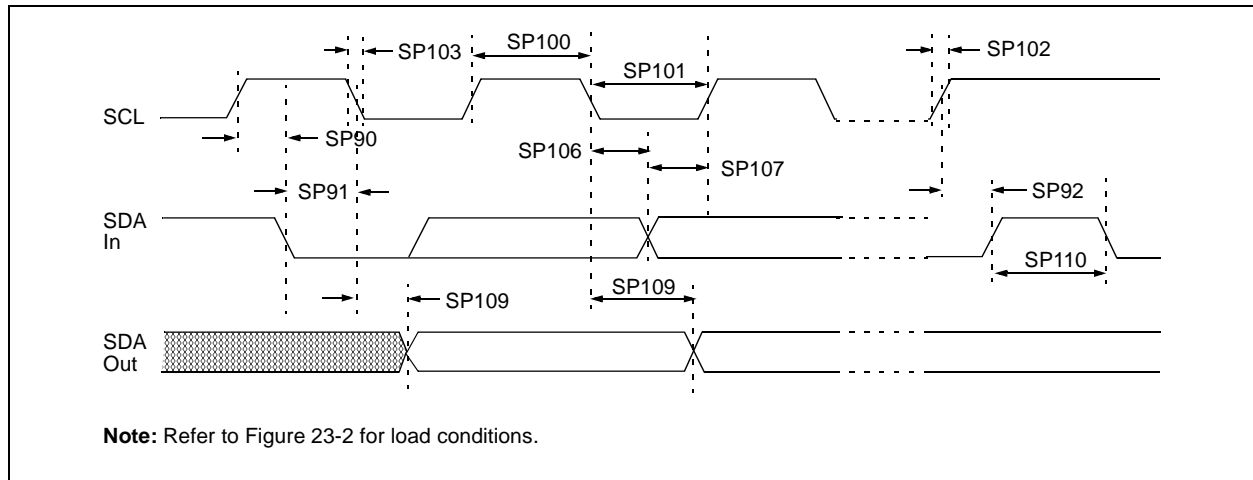 SP103
SP100
SP101
SP102
SCL
SP90
SP106
SP107
SP91
SP92
SDA
In
SP110
SP109
SP109
SDA
Out
Note: Refer to Figure 23-2 for load conditions.